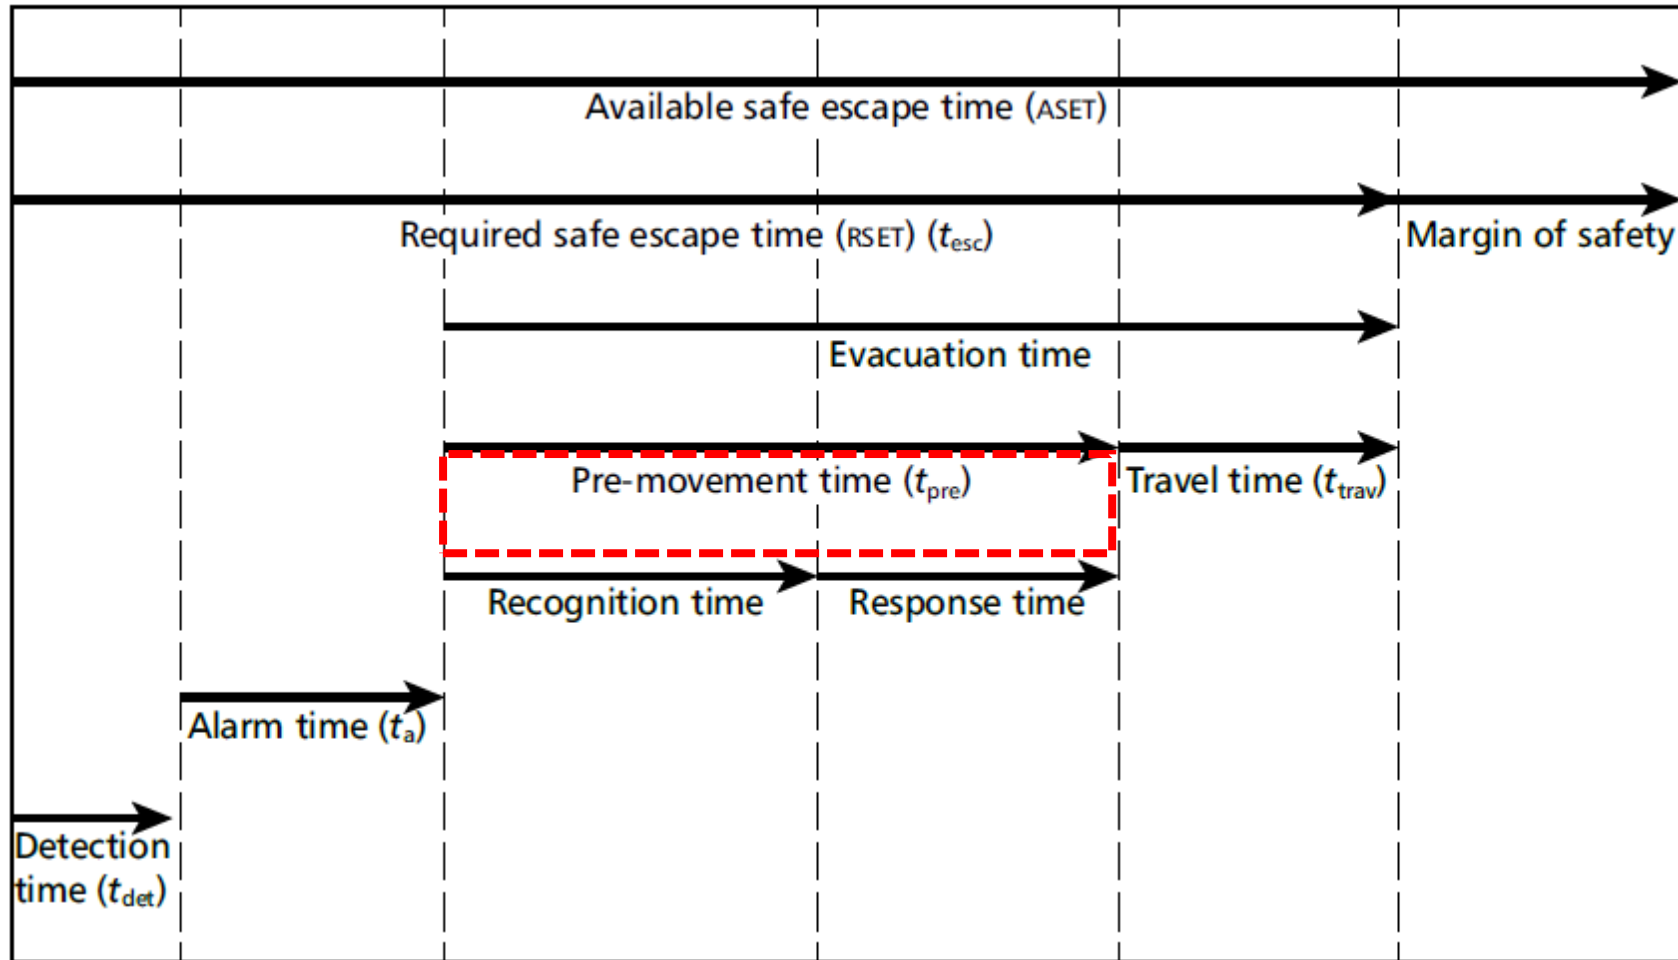 Available safe escape time (ASET)
Required safe escape time (RSET) (tesc)
Margin of safety
Evacuation time
Pre-movement time (tpre)
Travel time (ttrav)
Recognition time
Response time
Alarm time (ta)
Detection
time (tdet)